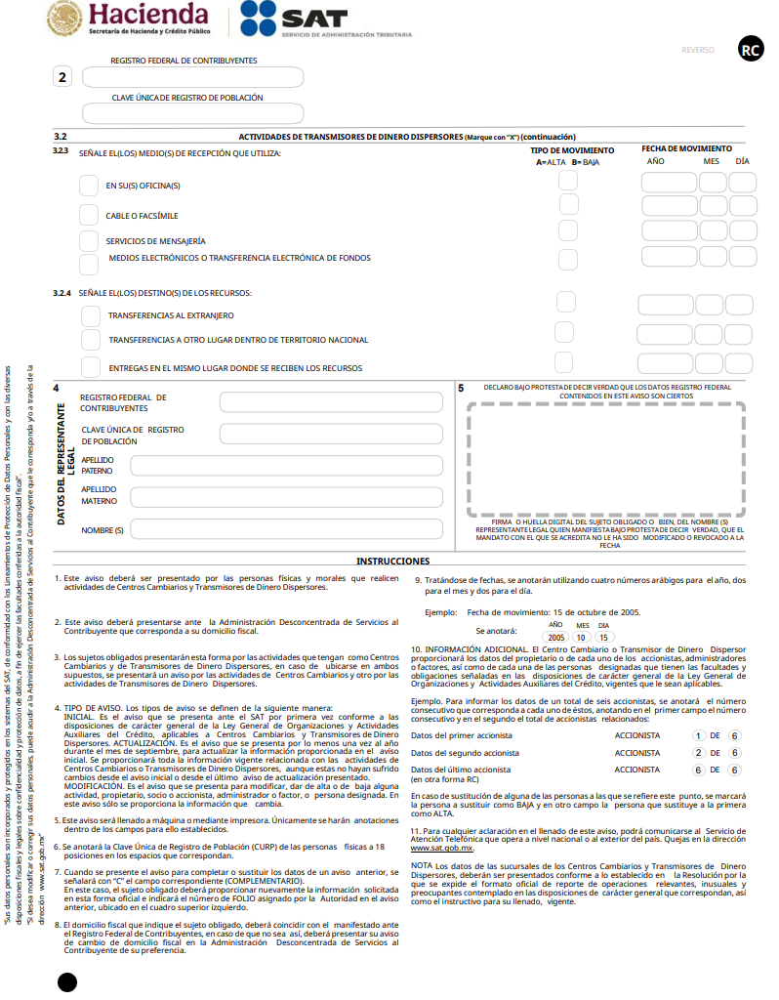 Hacienda
Secretaría de Hacienda y Crédito Público
SAT
SERVICIO DE ADMINISTRACIÓN TRIBUTARIA
REVERSO
RC
REGISTRO FEDERAL DE CONTRIBUYENTES
2
CLAVE ÚNICA DE REGISTRO DE POBLACIÓN
3.2 ACTIVIDADES DE TRANSMISORES DE DINERO DISPERSORES (Marque con "X") (continuación)
3.2.3 SEÑALE EL(LOS) MEDIO(S) DE RECEPCIÓN QUE UTILIZA: TIPO DE MOVIMIENTO FECHA DE MOVIMIENTO
A=ALTA B= BAJA AÑO MES DÍA
EN SU(S) OFICINA(S)
CABLE O FACSÍMILE
SERVICIOS DE MENSAJERÍA
MEDIOS ELECTRÓNICOS O TRANSFERENCIA ELECTRÓNICA DE FONDOS
3.2.4 SEÑALE EL(LOS) DESTINO(S) DE LOS RECURSOS:
TRANSFERENCIAS AL EXTRANJERO
TRANSFERENCIAS A OTRO LUGAR DENTRO DE TERRITORIO NACIONAL
ENTREGAS EN EL MISMO LUGAR DONDE SE RECIBEN LOS RECURSOS
4
DATOS DEL REPRESENTANTE
LEGAL
REGISTRO FEDERAL DE
CONTRIBUYENTES
CLAVE ÚNICA DE REGISTRO
DE POBLACIÓN
APELLIDO
PATERNO
APELLIDO
MATERNO
NOMBRE (S)
5
DECLARO BAJO PROTESTA DE DECIR VERDAD QUE LOS DATOS REGISTRO FEDERAL
CONTENIDOS EN ESTE AVISO SON CIERTOS
FIRMA O HUELLA DIGITAL DEL SUJETO OBLIGADO O BIEN, DEL NOMBRE (S)
REPRESENTANTE LEGAL QUIEN MANIFIESTA BAJO PROTESTA DE DECIR VERDAD, QUE EL
MANDATO CON EL QUE SE ACREDITA NO LE HA SIDO MODIFICADO O REVOCADO A LA
FECHA
INSTRUCCIONES
1. Este aviso deberá ser presentado por las personas físicas y morales que realicen
actividades de Centros Cambiarios y Transmisores de Dinero Dispersores.
2. Este aviso deberá presentarse ante la Administración Desconcentrada de Servicios al
Contribuyente que corresponda a su domicilio fiscal.
3. Los sujetos obligados presentarán esta forma por las actividades que tengan como Centros
Cambiarios y de Transmisores de Dinero Dispersores, en caso de ubicarse en ambos
supuestos, se presentará un aviso por las actividades de Centros Cambiarios y otro por las
actividades de Transmisores de Dinero Dispersores.
4. TIPO DE AVISO. Los tipos de aviso se definen de la siguiente manera:
INICIAL. Es el aviso que se presenta ante el SAT por primera vez conforme a las
disposiciones de carácter general de la Ley General de Organizaciones y Actividades
Auxiliares del Crédito, aplicables a Centros Cambiarios y Transmisores de Dinero
Dispersores. ACTUALIZACIÓN. Es el aviso que se presenta por lo menos una vez al año
durante el mes de septiembre, para actualizar la información proporcionada en el aviso
inicial. Se proporcionará toda la información vigente relacionada con las actividades de
Centros Cambiarios o Transmisores de Dinero Dispersores, aunque estas no hayan sufrido
cambios desde el aviso inicial o desde el último aviso de actualización presentado.
MODIFICACIÓN. Es el aviso que se presenta para modificar, dar de alta o de baja alguna
actividad, propietario, socio o accionista, administrador o factor, o persona designada. En
este aviso sólo se proporciona la información que cambia.
5. Este aviso será llenado a máquina o mediante impresora. Únicamente se harán anotaciones
dentro de los campos para ello establecidos.
6. Se anotará la Clave Única de Registro de Población (CURP) de las personas físicas a 18
posiciones en los espacios que correspondan.
7. Cuando se presente el aviso para completar o sustituir los datos de un aviso anterior, se
señalará con "C" el campo correspondiente (COMPLEMENTARIO).
En este caso, el sujeto obligado deberá proporcionar nuevamente la información solicitada
en esta forma oficial e indicará el número de FOLIO asignado por la Autoridad en el aviso
anterior, ubicado en el cuadro superior izquierdo.
8. El domicilio fiscal que indique el sujeto obligado, deberá coincidir con el manifestado ante
el Registro Federal de Contribuyentes, en caso de que no sea así, deberá presentar su aviso
de cambio de domicilio fiscal en la Administración Desconcentrada de Servicios al
Contribuyente de su preferencia.
9. Tratándose de fechas, se anotarán utilizando cuatro números arábigos para el año, dos
para el mes y dos para el día.
Ejemplo: Fecha de movimiento: 15 de octubre de 2005.
AÑO MES DIA
Se anotará: 2005 10 15
10. INFORMACIÓN ADICIONAL. El Centro Cambiario o Transmisor de Dinero Dispersor
proporcionará los datos del propietario o de cada uno de los accionistas, administradores
o factores, así como de cada una de las personas designadas que tienen las facultades y
obligaciones señaladas en las disposiciones de carácter general de la Ley General de
Organizaciones y Actividades Auxiliares del Crédito, vigentes que le sean aplicables.
Ejemplo. Para informar los datos de un total de seis accionistas, se anotará el número
consecutivo que corresponda a cada uno de éstos, anotando en el primer campo el número
consecutivo y en el segundo el total de accionistas relacionados:
Datos del primer accionista ACCIONISTA 1 DE 6
Datos del segundo accionista ACCIONISTA 2 DE 6
Datos del último accionista ACCIONISTA 6 DE 6
(en otra forma RC)
En caso de sustitución de alguna de las personas a las que se refiere este punto, se marcará
la persona a sustituir como BAJA y en otro campo la persona que sustituye a la primera
como ALTA.
11. Para cualquier aclaración en el llenado de este aviso, podrá comunicarse al Servicio de
Atención Telefónica que opera a nivel nacional o al exterior del país. Quejas en la dirección
www.sat.gob.mx.
NOTA Los datos de las sucursales de los Centros Cambiarios y Transmisores de Dinero
Dispersores, deberán ser presentados conforme a lo establecido en la Resolución por la
que se expide el formato oficial de reporte de operaciones relevantes, inusuales y
preocupantes contemplado en las disposiciones de carácter general que correspondan, así
como el instructivo para su llenado, vigente.
"Sus datos personales son incorporados y protegidos en los sistemas del SAT, de conformidad con los Lineamientos de Protección de Datos Personales y con las diversas
disposiciones fiscales y legales sobre confidencialidad y protección de datos, a fin de ejercer las facultades conferidas a la autoridad fiscal".
"Si desea modificar o corregir sus datos personales, puede acudir a la Administración Desconcentrada de Servicios al Contribuyente que le corresponda y/o a través de la
dirección www.sat.gob.mx"